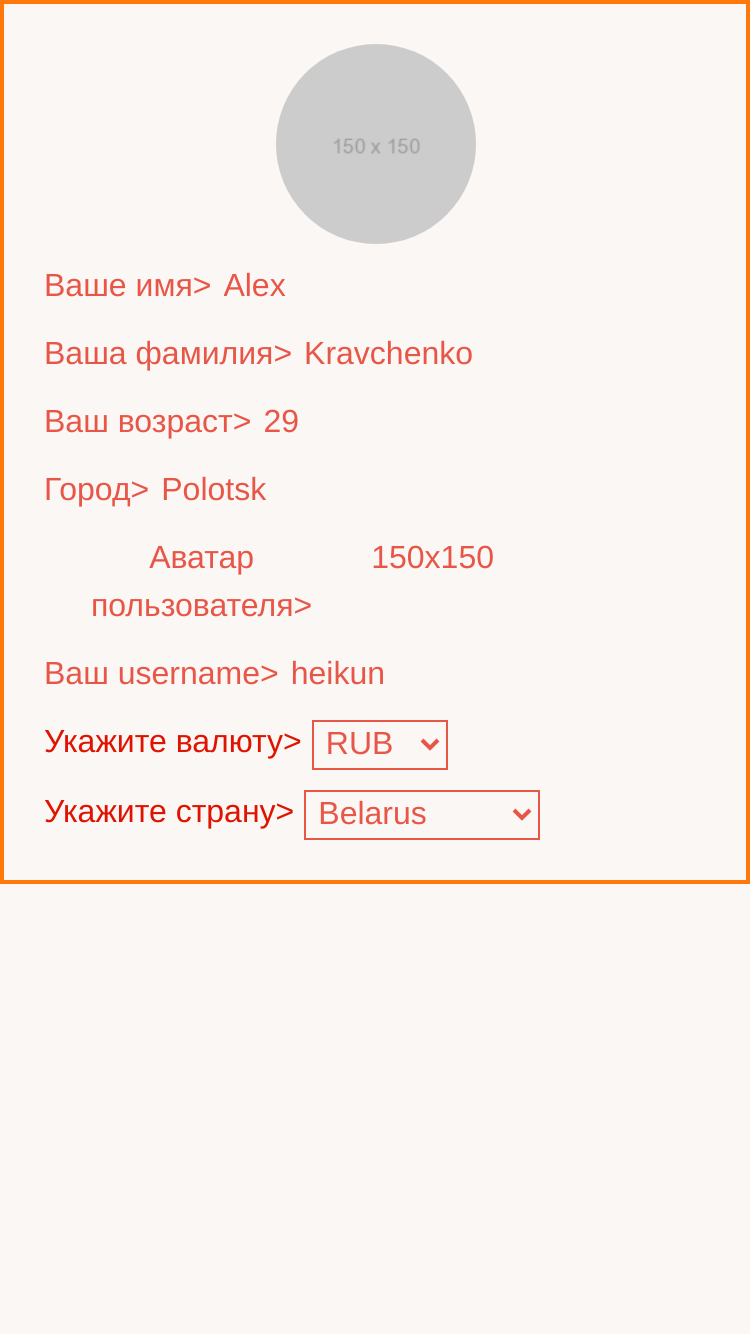 150 x 150
Ваше имя> Alex
Ваша фамилия> Kravchenko
Ваш возраст> 29
Город> Polotsk
Аватар 150x150
пользователя>
Ваш username> heikun
Укажите валюту> RUB
Укажите страну> Belarus